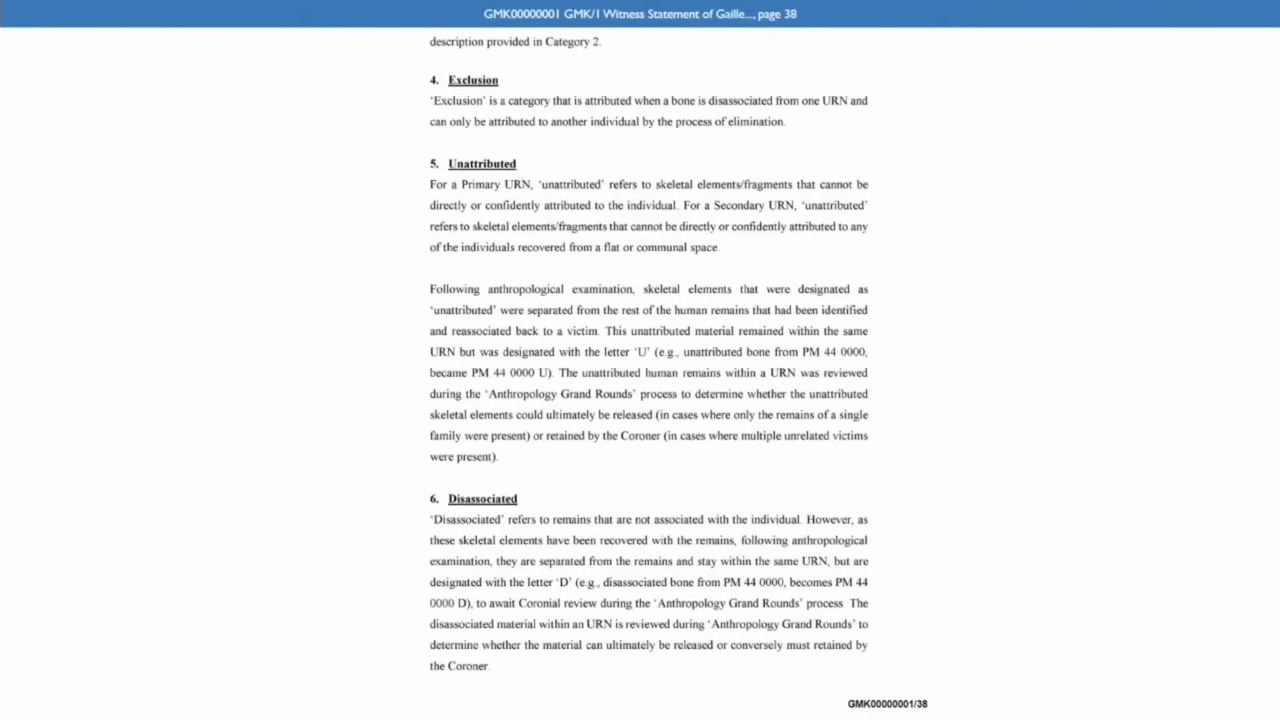 GMK00000001 GMK/1 Witness Statement of Gaille..., page 38
description provided in Category 2.
4. Exclusion
‘Exclusion’ is a category that is attributed when a bone is disassociated from one URN and
can only be attributed to another individual by the process of elimination.
5. Unattributed
For a Primary URN, ‘unattributed’ refers to skeletal elements/fragments that cannot be
directly or confidently attributed to the individual. For a Secondary URN, ‘unattributed’
refers to skeletal elements/fragments that cannot be directly or confidently attributed to any
of the individuals recovered from a flat or communal space.
Following anthropological examination, skeletal elements that were designated as
‘unattributed’ were separated from the rest of the human remains that had been identified
and reassociated back to a victim. This unattributed material remained within the same
URN but was designated with the letter ‘U’ (e.g., unattributed bone from PM 44 0000,
became PM 44 0000 U). The unattributed human remains within a URN was reviewed
during the ‘Anthropology Grand Rounds’ process to determine whether the unattributed
skeletal elements could ultimately be released (in cases where only the remains of a single
family were present) or retained by the Coroner (in cases where multiple unrelated victims
were present).
6. Disassociated
‘Disassociated’ refers to remains that are not associated with the individual. However, as
these skeletal elements have been recovered with the remains, following anthropological
examination, they are separated from the remains and stay within the same URN, but are
designated with the letter ‘D’ (e.g., disassociated bone from PM 44 0000, becomes PM 44
0000 D), to await Coronial review during the ‘Anthropology Grand Rounds’ process. The
disassociated material within an URN is reviewed during ‘Anthropology Grand Rounds’ to
determine whether the material can ultimately be released or conversely must retained by
the Coroner.
GMK00000001/38